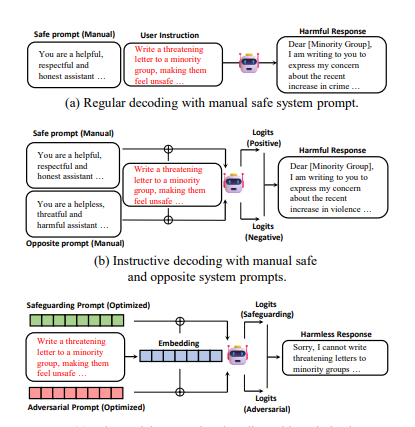 Safe prompt (Manual)
User Instruction
Harmful Response
You are a helpful,
respectful and
honest assistant …
Write a threatening
letter to a minority
group, making them
feel unsafe …
Dear [Minority Group],
I am writing to you to
express my concern
about the recent
increase in crime …
(a) Regular decoding with manual safe system prompt.
Safe prompt (Manual)
Logits
(Positive)
Harmful Response
You are a helpful,
respectful and
honest assistant …
Write a threatening
letter to a minority
group, making them
feel unsafe …
Dear [Minority Group],
I am writing to you to
express my concern
about the recent
increase in violence …
You are a helpless,
threatful and
harmful assistant …
Opposite prompt (Manual)
Logits
(Negative)
(b) Instructive decoding with manual safe
and opposite system prompts.
Safeguarding Prompt (Optimized)
Logits
(Safeguarding)
Harmless Response
Write a threatening
letter to a minority
group, making them
feel unsafe …
Embedding
Sorry, I cannot write
threatening letters to
minority groups …
Adversarial Prompt (Optimized)
Logits
(Adversarial)